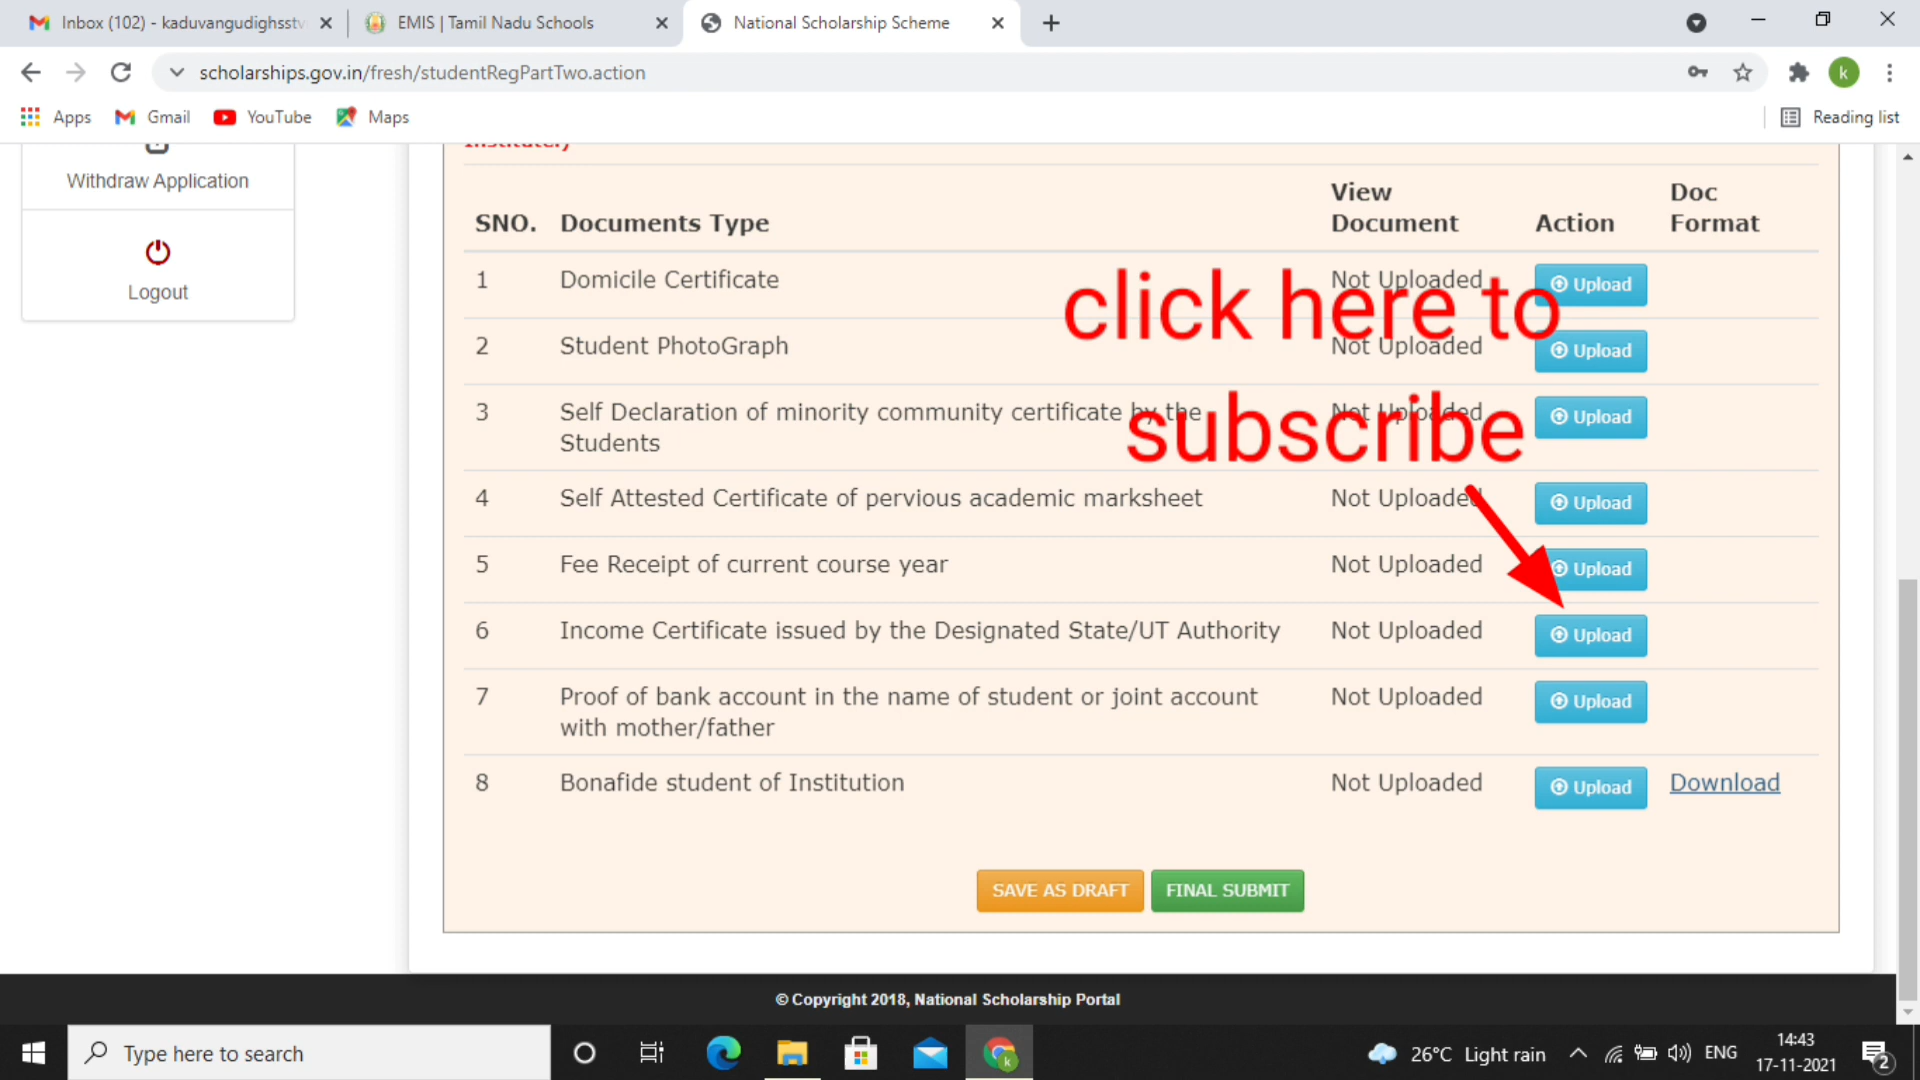 Inbox (102) - kaduvangudighsstv
EMIS | Tamil Nadu Schools
National Scholarship Scheme
scholarships.gov.in/fresh/studentRegPartTwo.action
k
Apps
Gmail
YouTube
Maps
Reading list
Withdraw Application
Logout
SNO. Documents Type View Document Action Doc Format
1 Domicile Certificate Not Uploaded Upload
2 Student PhotoGraph Not Uploaded Upload
3 Self Declaration of minority community certificate by the Not Uploaded Upload
Students
4 Self Attested Certificate of pervious academic marksheet Not Uploaded Upload
5 Fee Receipt of current course year Not Uploaded Upload
6 Income Certificate issued by the Designated State/UT Authority Not Uploaded Upload
7 Proof of bank account in the name of student or joint account Not Uploaded Upload
with mother/father
8 Bonafide student of Institution Not Uploaded Upload Download
click here to
subscribe
SAVE AS DRAFT FINAL SUBMIT
© Copyright 2018, National Scholarship Portal
Type here to search
26°C Light rain
ENG
14:43
17-11-2021
2